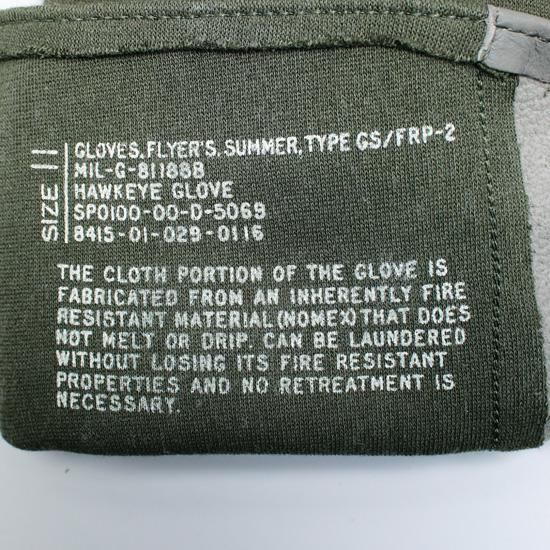 SIZE 11
GLOVES, FLYER'S, SUMMER, TYPE GS/FRP-2
MIL-G-81188B
HAWKEYE GLOVE
SPO100-00-D-5069
8415-01-029-0116
THE CLOTH PORTION OF THE GLOVE IS
FABRICATED FROM AN INHERENTLY FIRE
RESISTANT MATERIAL (NOMEX) THAT DOES
NOT MELT OR DRIP. CAN BE LAUNDERED
WITHOUT LOSING ITS FIRE RESISTANT
PROPERTIES AND NO RETREATMENT IS
NECESSARY.